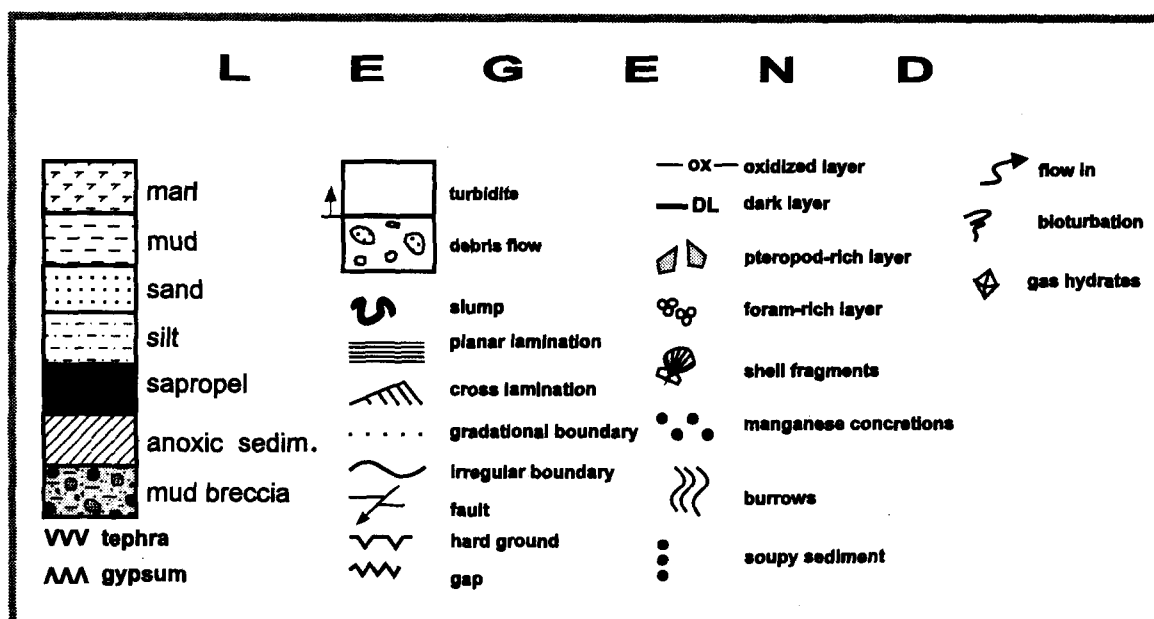 L E G E N D
marl
mud
sand
silt
sapropel
anoxic sedim.
mud breccia
VVV tephra
ΛΛΛ gypsum
turbidite
debris flow
slump
planar lamination
cross lamination
gradational boundary
irregular boundary
fault
hard ground
gap
OX oxidized layer
DL dark layer
pteropod-rich layer
foram-rich layer
shell fragments
manganese concretions
burrows
soupy sediment
flow in
bioturbation
gas hydrates